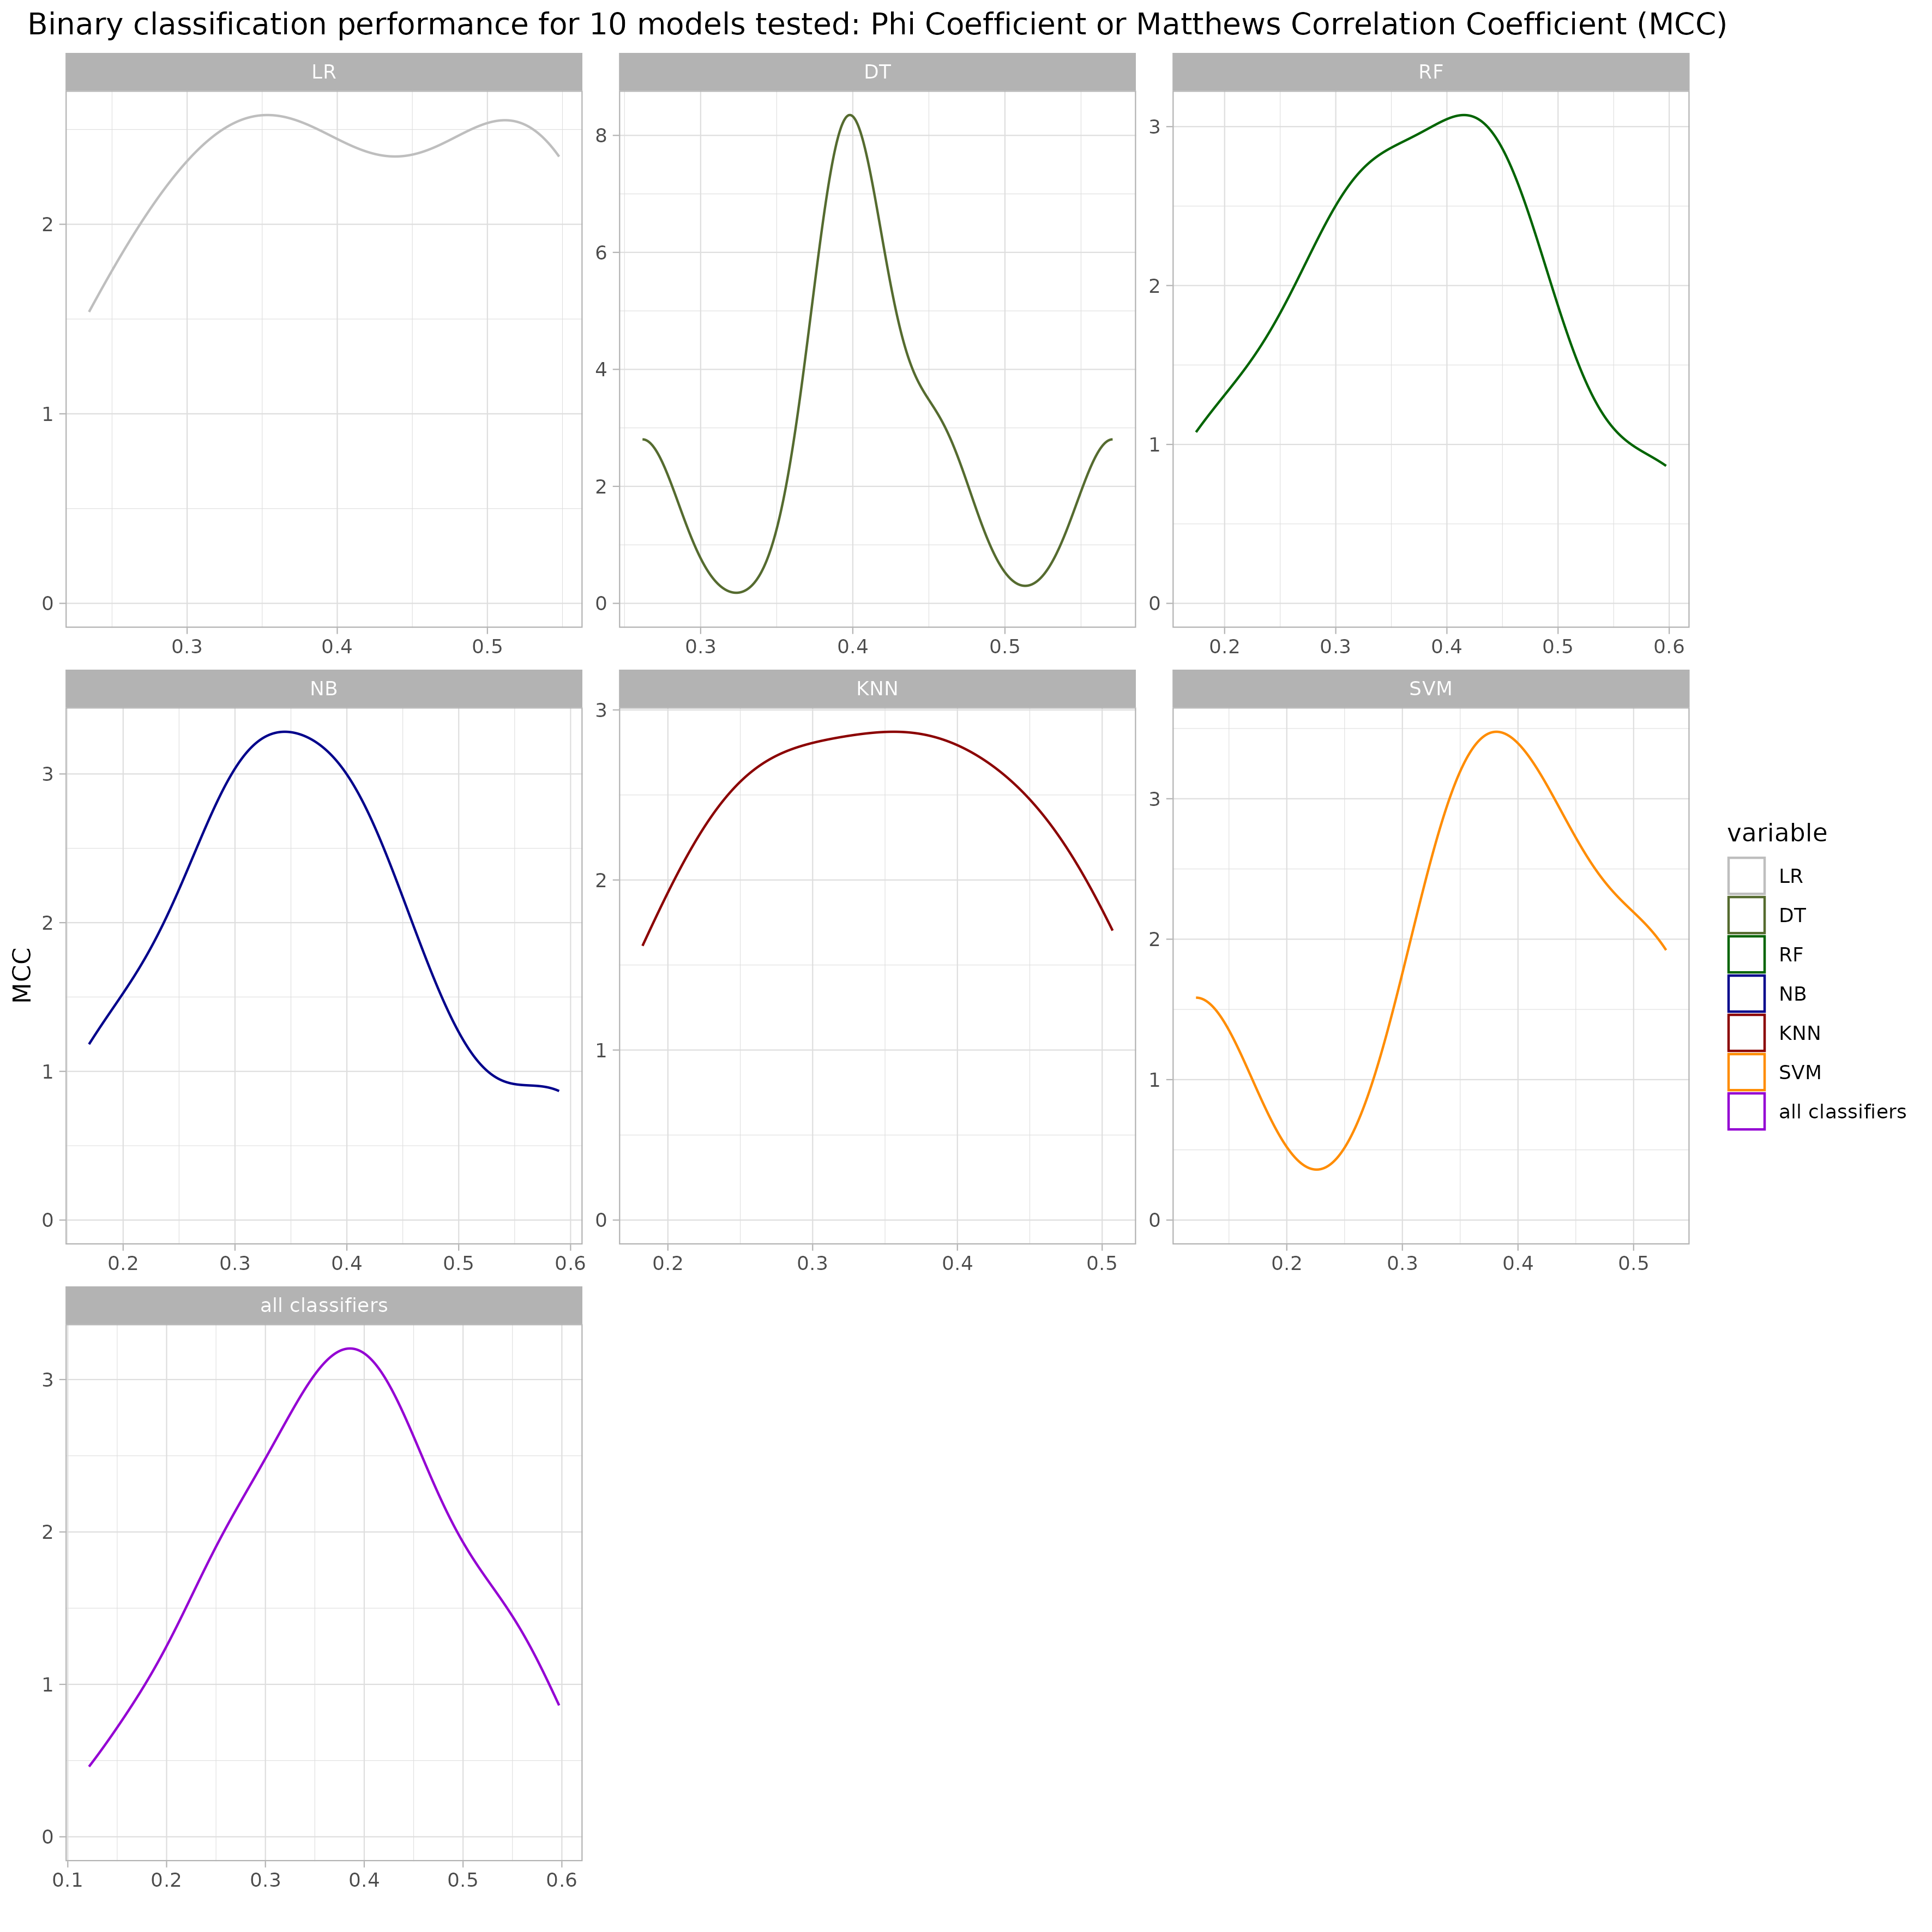 Binary classification performance for 10 models tested: Phi Coefficient or Matthews Correlation Coefficient (MCC)
LR
DT
RF
2
1
0
0.3 0.4 0.5
8
6
4
2
0
0.3 0.4 0.5
3
2
1
0
0.2 0.3 0.4 0.5 0.6
NB
KNN
SVM
3
2
1
0
0.2 0.3 0.4 0.5 0.6
3
2
1
0
0.2 0.3 0.4 0.5
3
2
1
0
0.2 0.3 0.4 0.5
MCC
all classifiers
3
2
1
0
0.1 0.2 0.3 0.4 0.5 0.6
variable
LR
DT
RF
NB
KNN
SVM
all classifiers